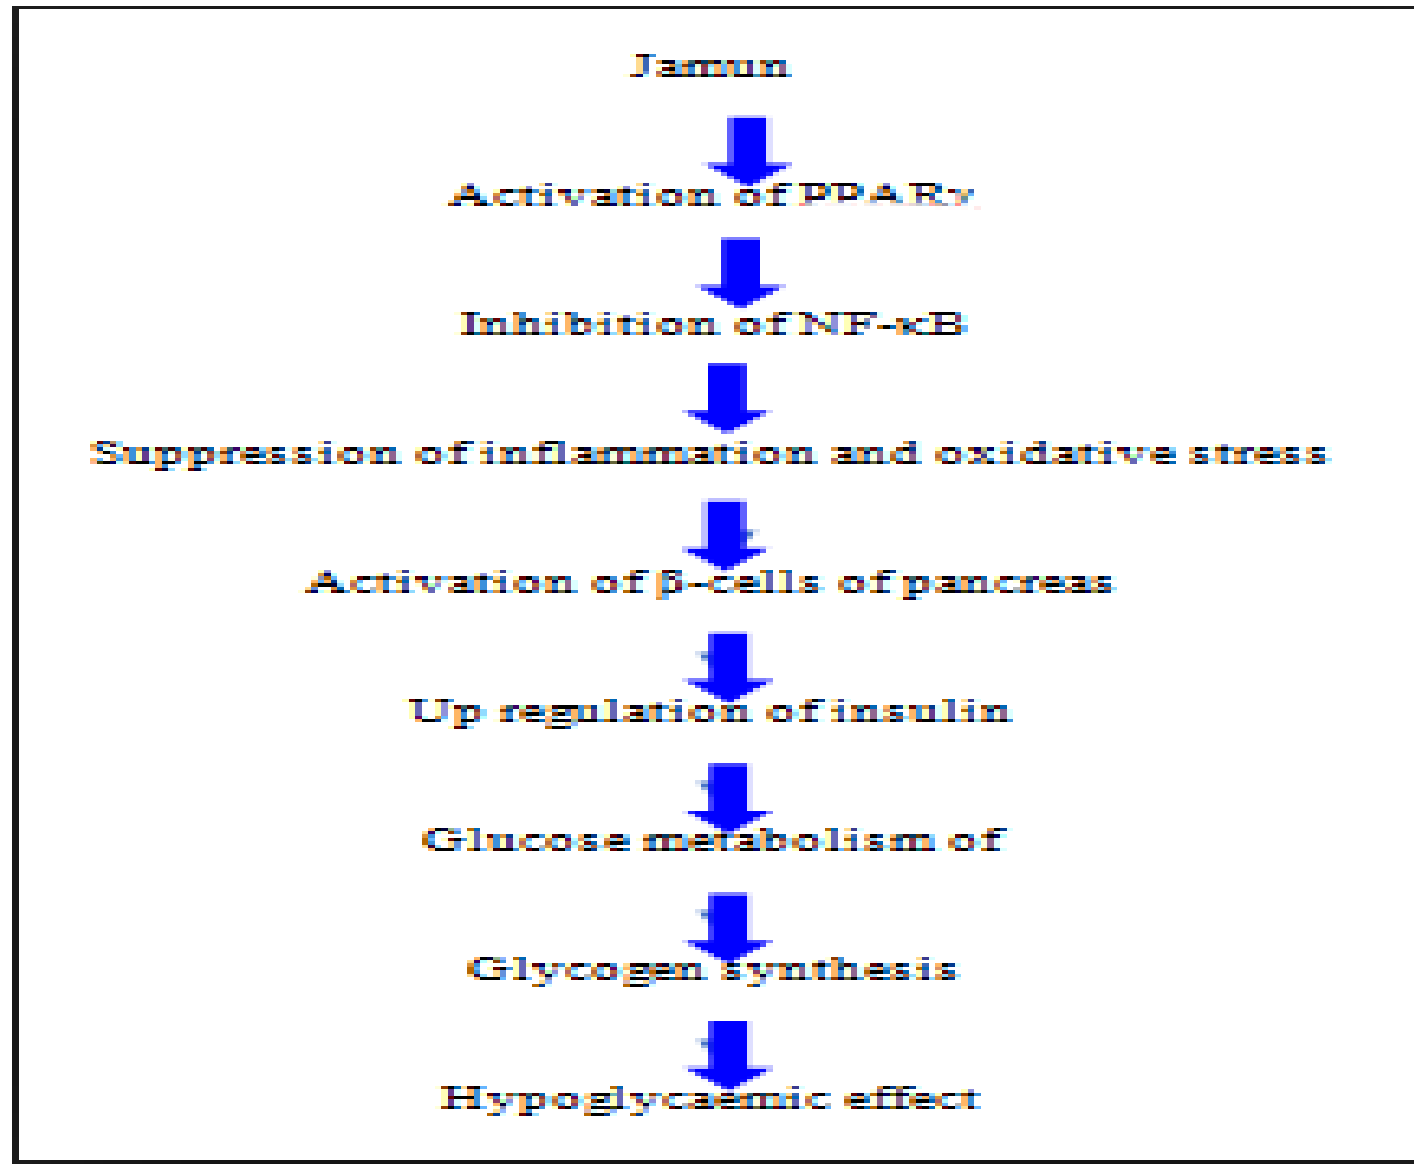 Jamun
Activation of PPARγ
Inhibition of NF-κB
Suppression of inflammation and oxidative stress
Activation of β-cells of pancreas
Up regulation of insulin
Glucose metabolism of
Glycogen synthesis
Hypoglycaemic effect